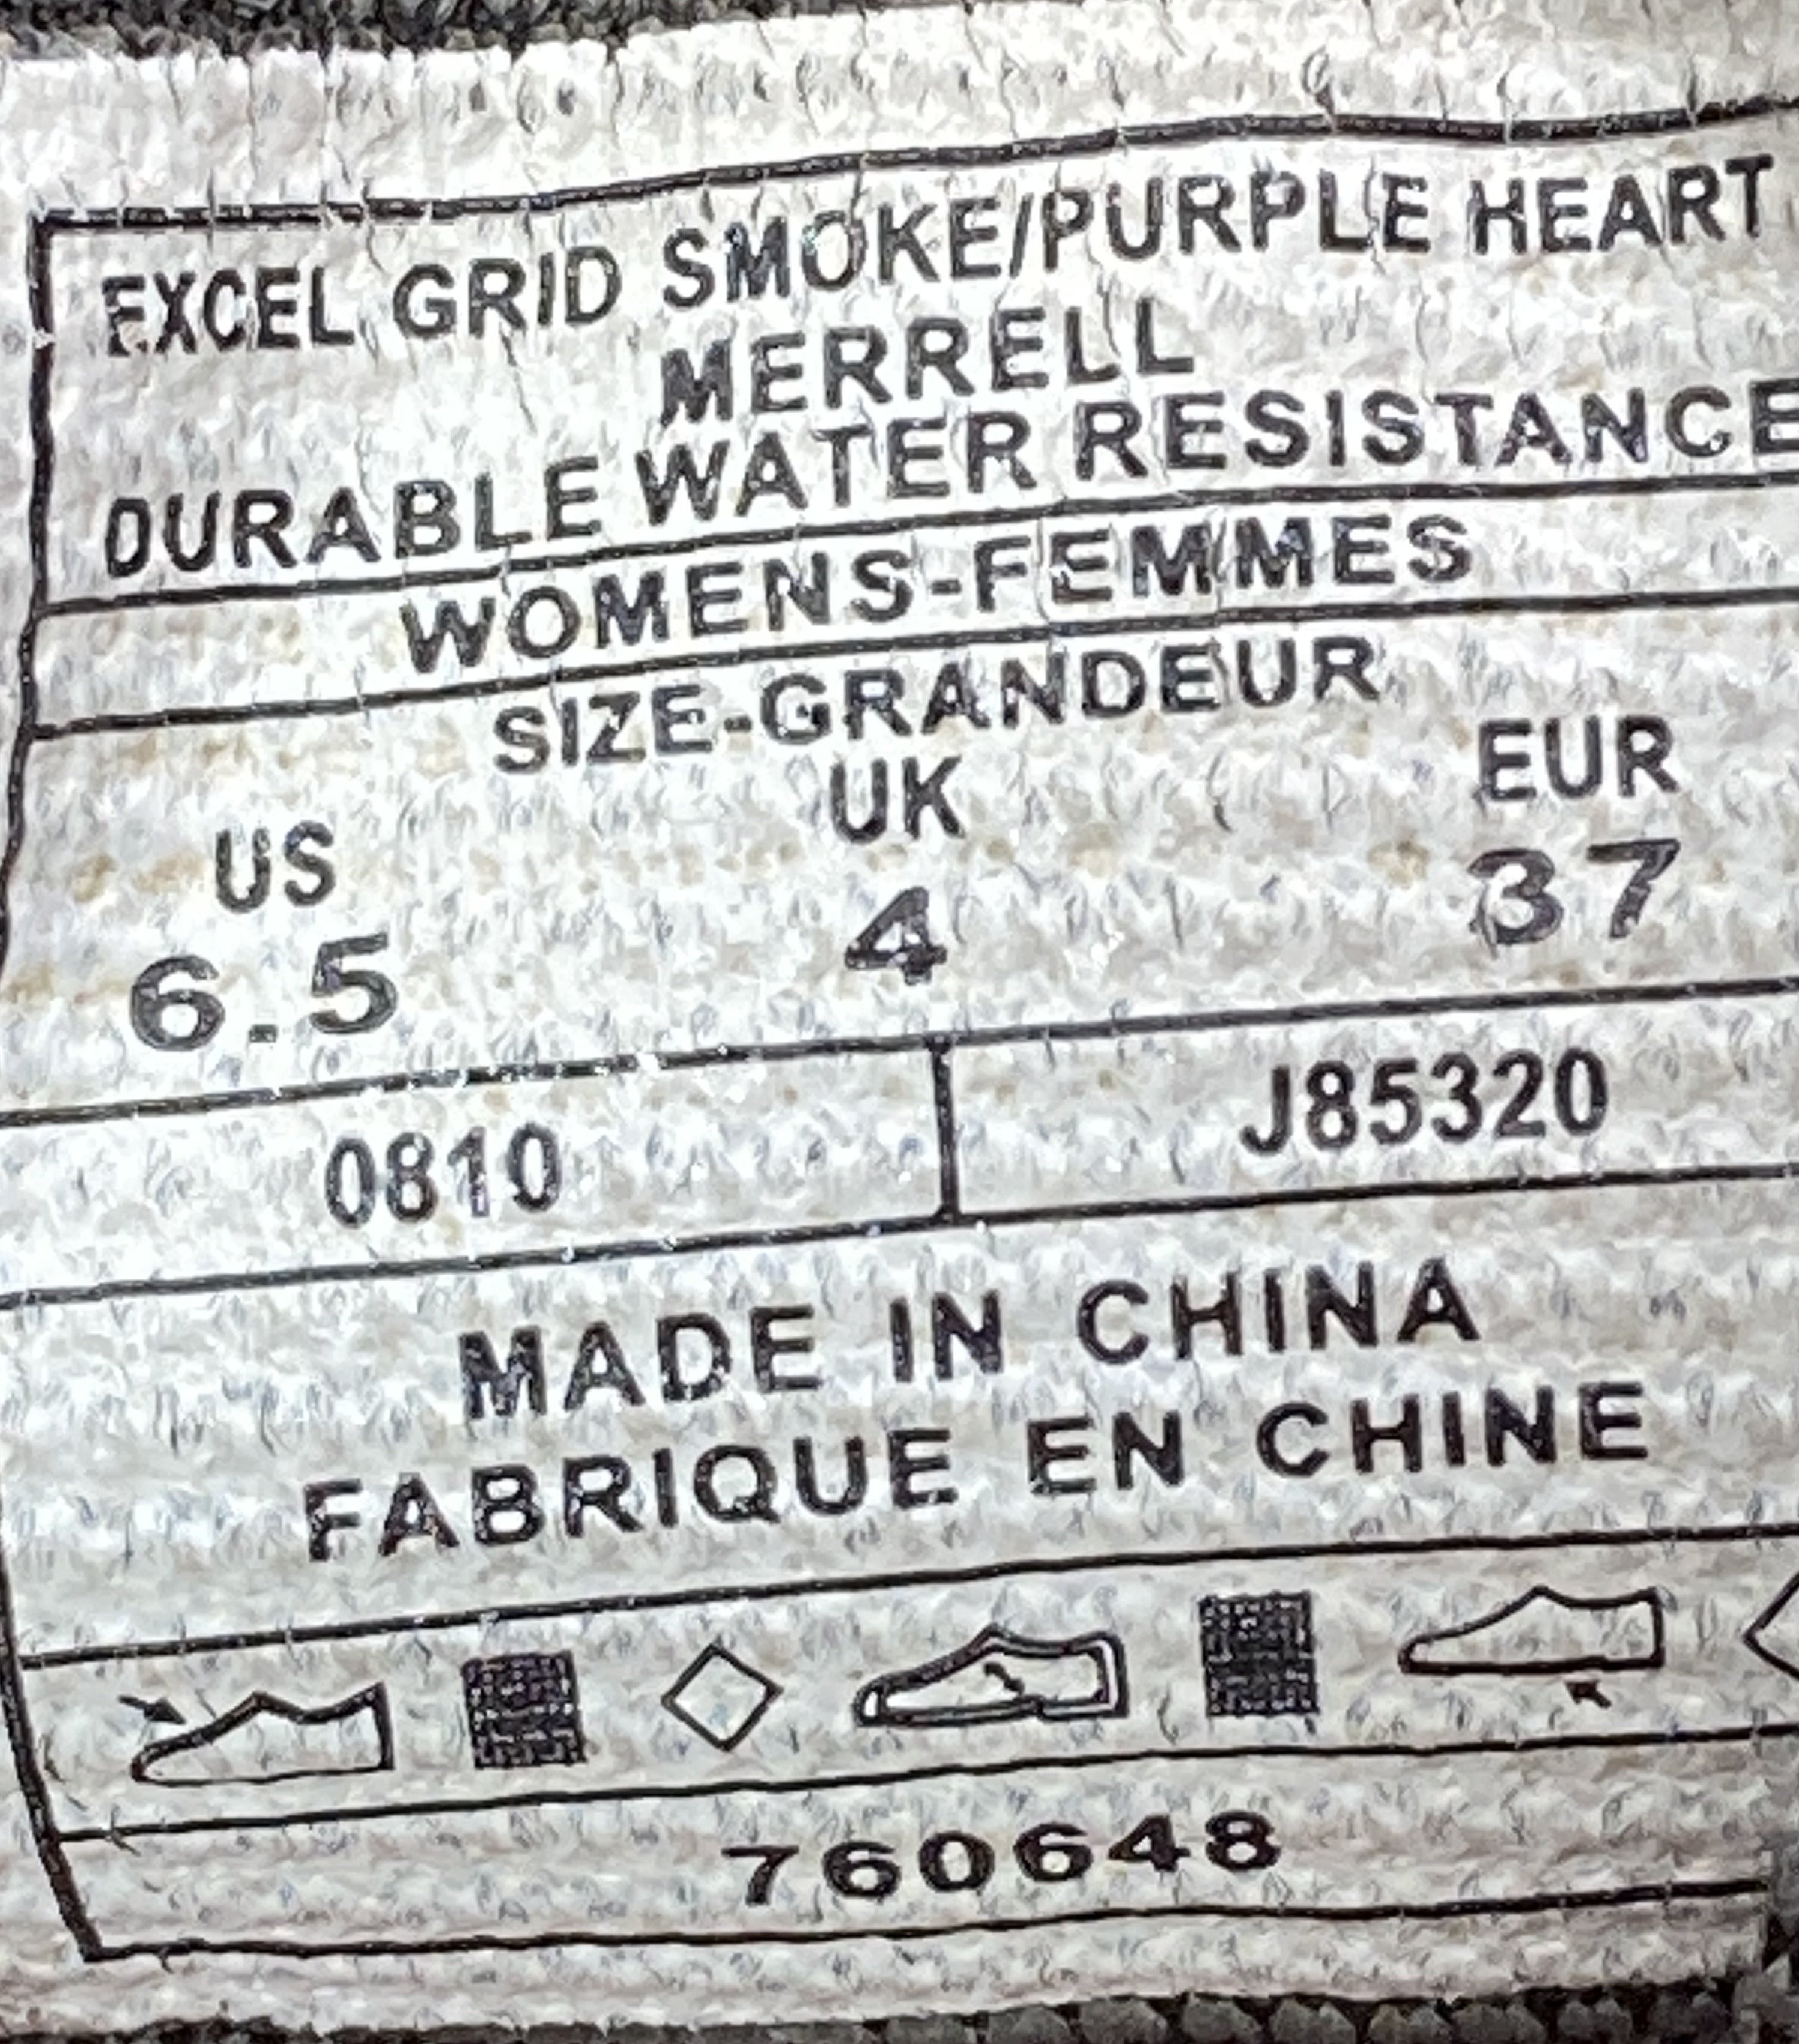 EXCEL GRID SMOKE/PURPLE HEART
MERRELL
DURABLE WATER RESISTANCE
WOMENS-FEMMES
SIZE-GRANDEUR
US UK EUR
6.5 4 37
0810 J85320
MADE IN CHINA
FABRIQUE EN CHINE
760648